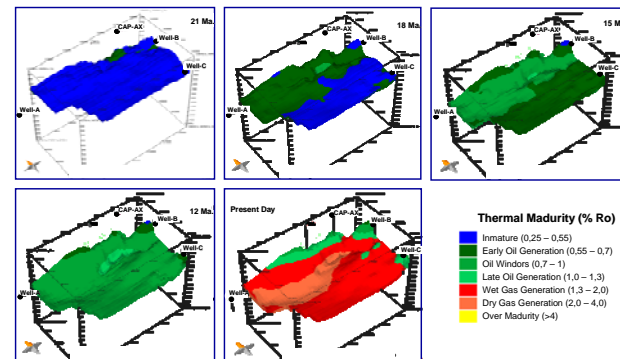 21 Ma.
CAP-AX
Well-B
Well-C
Well-A
18 Ma.
CAP-AX
Well-B
Well-C
Well-A
15 M
CAP-AX
Well-B
Well-C
Well-A
12 Ma.
CAP-AX
Well-B
Well-C
Well-A
Present Day
CAP-AX
Well-B
Well-C
Well-A
Thermal Madurity (% Ro)
Inmature (0,25 – 0,55)
Early Oil Generation (0,55 – 0,7)
Oil Windors (0,7 – 1)
Late Oil Generation (1,0 – 1,3)
Wet Gas Generation (1,3 – 2,0)
Dry Gas Generation (2,0 – 4,0)
Over Madurity (>4)